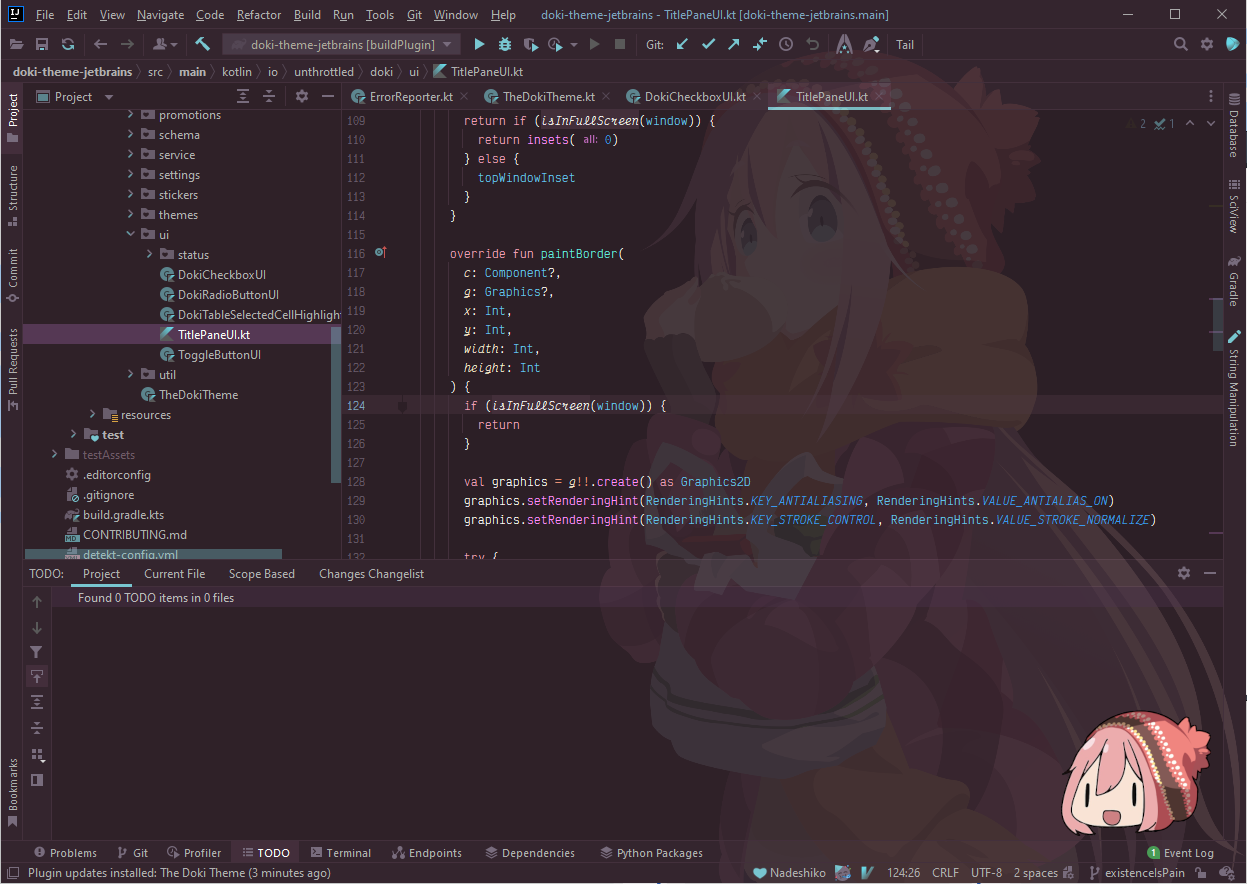 IJ File Edit View Navigate Code Refactor Build Run Tools Git Window Help doki-theme-jetbrains - TitlePaneUI.kt [doki-theme-jetbrains.main]
doki-theme-jetbrains [buildPlugin] Git: Tail
doki-theme-jetbrains src main kotlin io unthrottled doki ui TitlePaneUI.kt
Project
Structure
Commit
Pull Requests
Bookmarks
Project
promotions
schema
service
settings
stickers
themes
ui
status
DokiCheckboxUI
DokiRadioButtonUI
DokiTableSelectedCellHighligh
TitlePaneUI.kt
ToggleButtonUI
util
TheDokiTheme
resources
test
testAssets
.editorconfig
.gitignore
build.gradle.kts
CONTRIBUTING.md
detekt-config.yml
ErrorReporter.kt TheDokiTheme.kt DokiCheckboxUI.kt TitlePaneUI.kt
2 1
109 return if (isInFullScreen(window)) {
110 return insets( all: 0)
111 } else {
112 topWindowInset
113 }
114 }
115
116 override fun paintBorder(
117 c: Component?,
118 g: Graphics?,
119 x: Int,
120 y: Int,
121 width: Int,
122 height: Int
123 ) {
124 if (isInFullScreen(window)) {
125 return
126 }
127
128 val graphics = g!!.create() as Graphics2D
129 graphics.setRenderingHint(RenderingHints.KEY_ANTIALIASING, RenderingHints.VALUE_ANTIALIAS_ON)
130 graphics.setRenderingHint(RenderingHints.KEY_STROKE_CONTROL, RenderingHints.VALUE_STROKE_NORMALIZE)
131
132 try {
Database
SciView
Gradle
String Manipulation
TODO: Project Current File Scope Based Changes Changelist
Found 0 TODO items in 0 files
Problems Git Profiler TODO Terminal Endpoints Dependencies Python Packages 1 Event Log
Plugin updates installed: The Doki Theme (3 minutes ago) Nadeshiko 124:26 CRLF UTF-8 2 spaces existenceIsPain